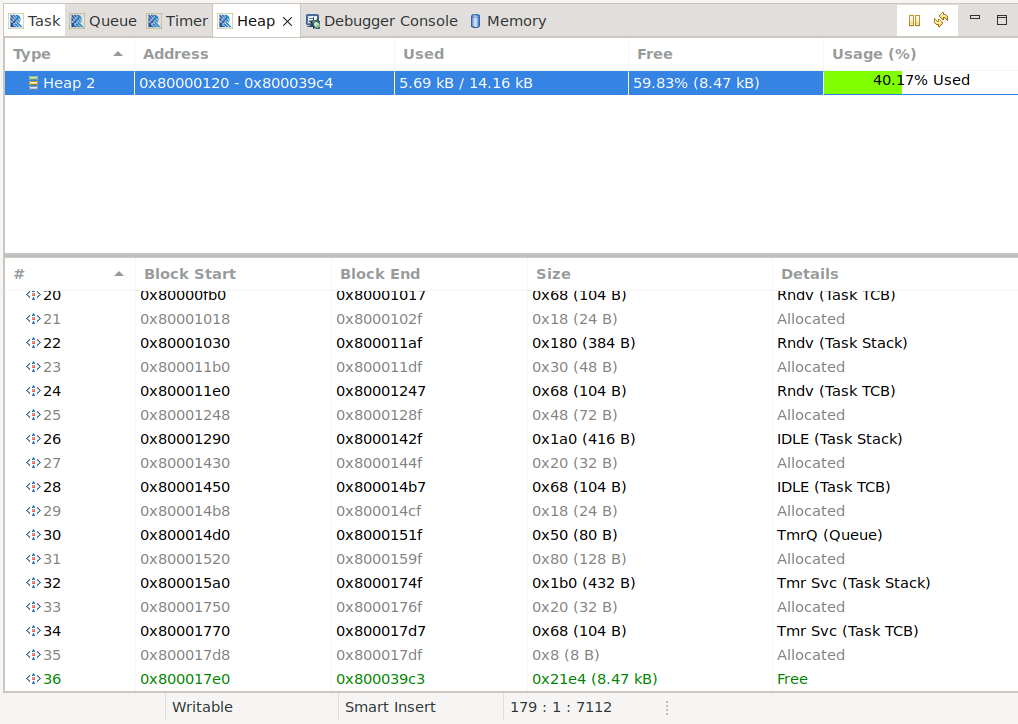 Task Queue Timer Heap Debugger Console Memory
Type Address Used Free Usage (%)
Heap 2 0x80000120 - 0x800039c4 5.69 kB / 14.16 kB 59.83% (8.47 kB) 40.17% Used
# Block Start Block End Size Details
20 0x80000fb0 0x80001017 0x68 (104 B) Rndv (Task TCB)
21 0x80001018 0x8000102f 0x18 (24 B) Allocated
22 0x80001030 0x800011af 0x180 (384 B) Rndv (Task Stack)
23 0x800011b0 0x800011df 0x30 (48 B) Allocated
24 0x800011e0 0x80001247 0x68 (104 B) Rndv (Task TCB)
25 0x80001248 0x8000128f 0x48 (72 B) Allocated
26 0x80001290 0x8000142f 0x1a0 (416 B) IDLE (Task Stack)
27 0x80001430 0x8000144f 0x20 (32 B) Allocated
28 0x80001450 0x800014b7 0x68 (104 B) IDLE (Task TCB)
29 0x800014b8 0x800014cf 0x18 (24 B) Allocated
30 0x800014d0 0x8000151f 0x50 (80 B) TmrQ (Queue)
31 0x80001520 0x8000159f 0x80 (128 B) Allocated
32 0x800015a0 0x8000174f 0x1b0 (432 B) Tmr Svc (Task Stack)
33 0x80001750 0x8000176f 0x20 (32 B) Allocated
34 0x80001770 0x800017d7 0x68 (104 B) Tmr Svc (Task TCB)
35 0x800017d8 0x800017df 0x8 (8 B) Allocated
36 0x800017e0 0x800039c3 0x21e4 (8.47 kB) Free
Writable Smart Insert 179 : 1 : 7112